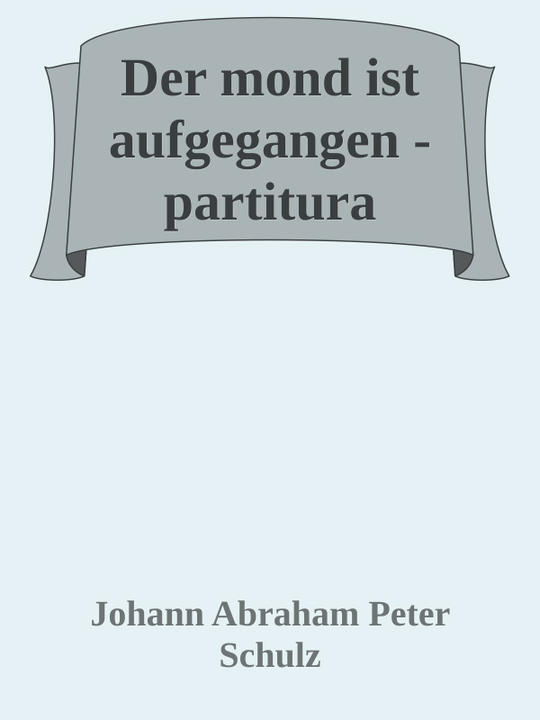 Der mond ist
aufgegangen -
partitura
Johann Abraham Peter
Schulz